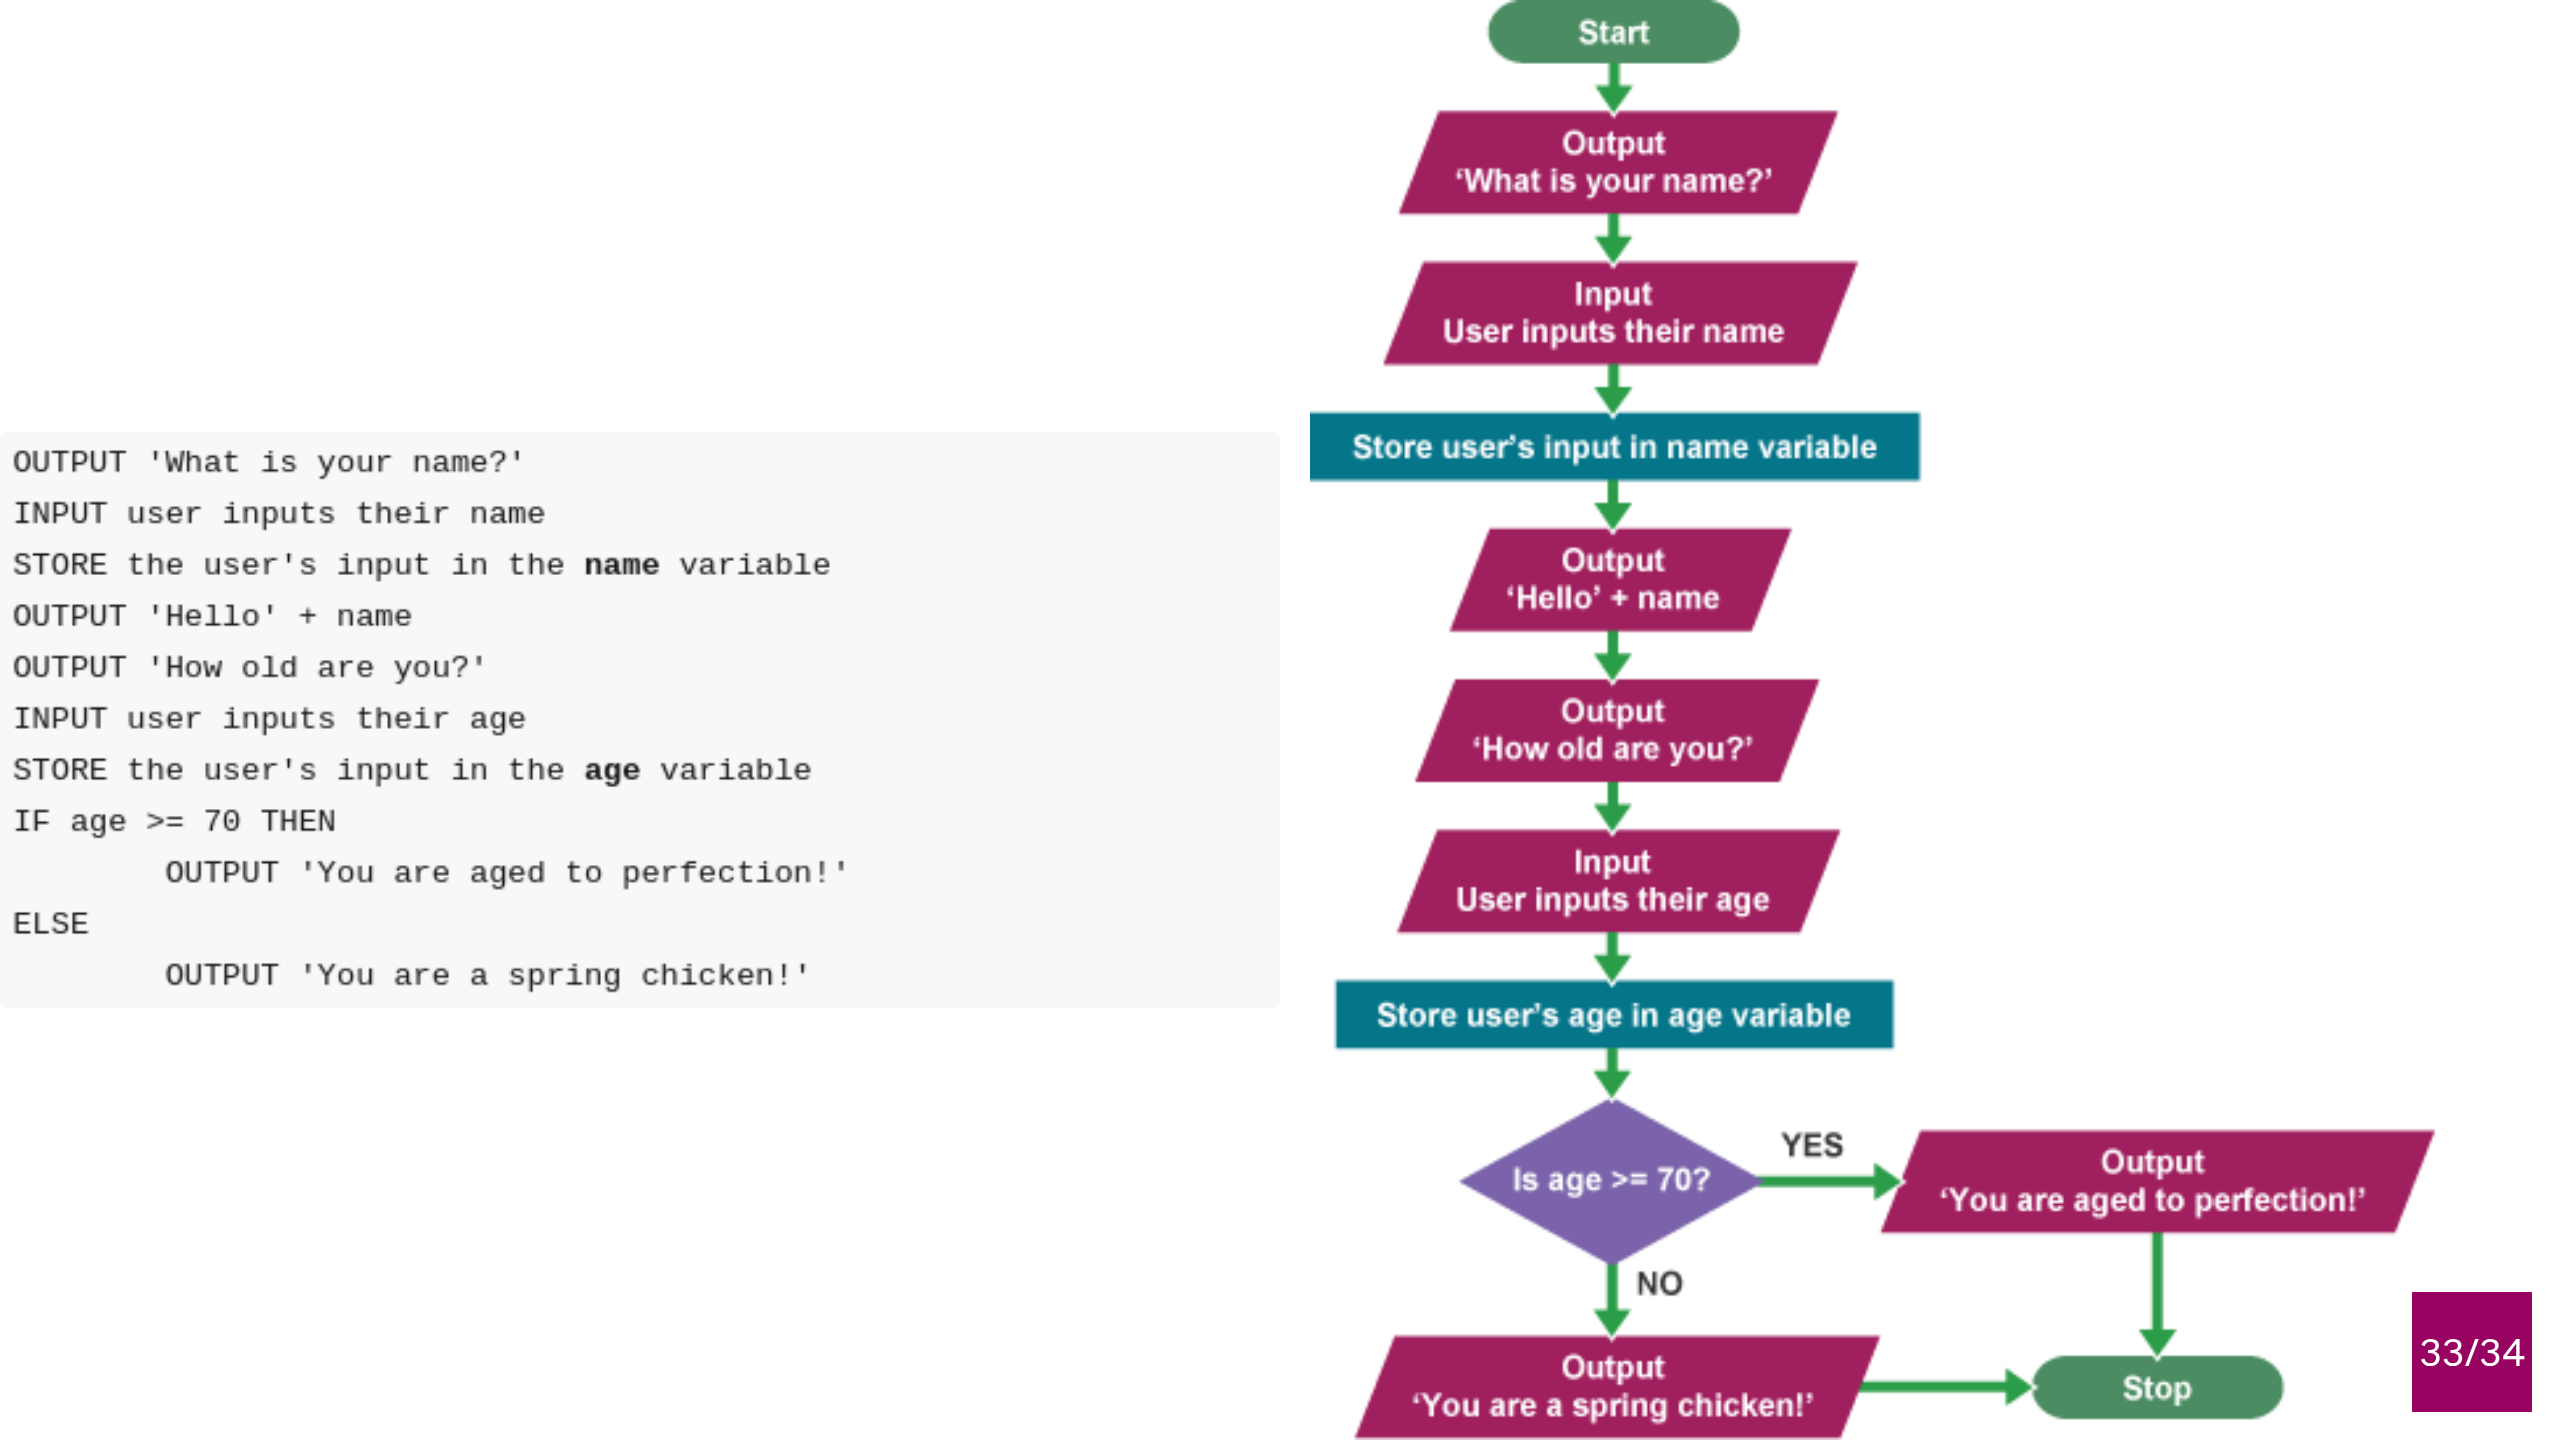 OUTPUT 'What is your name?'
INPUT user inputs their name
STORE the user's input in the name variable
OUTPUT 'Hello' + name
OUTPUT 'How old are you?'
INPUT user inputs their age
STORE the user's input in the age variable
IF age >= 70 THEN
OUTPUT 'You are aged to perfection!'
ELSE
OUTPUT 'You are a spring chicken!'
Start
Output
‘What is your name?’
Input
User inputs their name
Store user’s input in name variable
Output
‘Hello’ + name
Output
‘How old are you?’
Input
User inputs their age
Store user’s age in age variable
Is age >= 70?
YES
Output
‘You are aged to perfection!’
NO
Output
‘You are a spring chicken!’
Stop
33/34